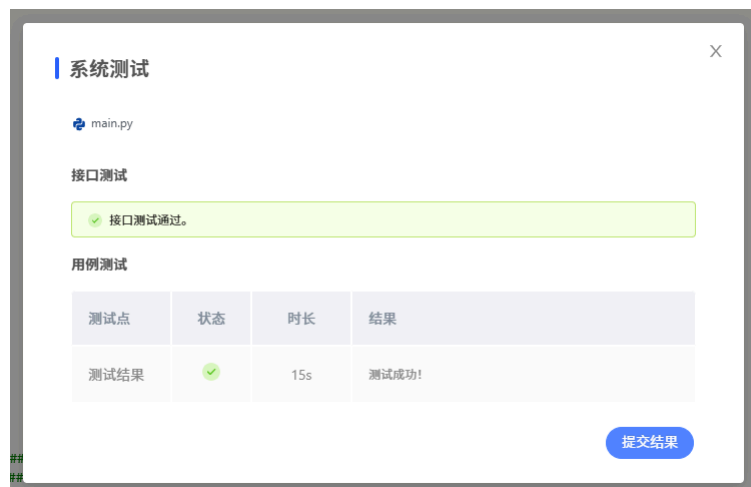 系统测试
main.py
接口测试
接口测试通过。
用例测试
测试点 状态 时长 结果
测试结果 15s 测试成功!
提交结果
##
##